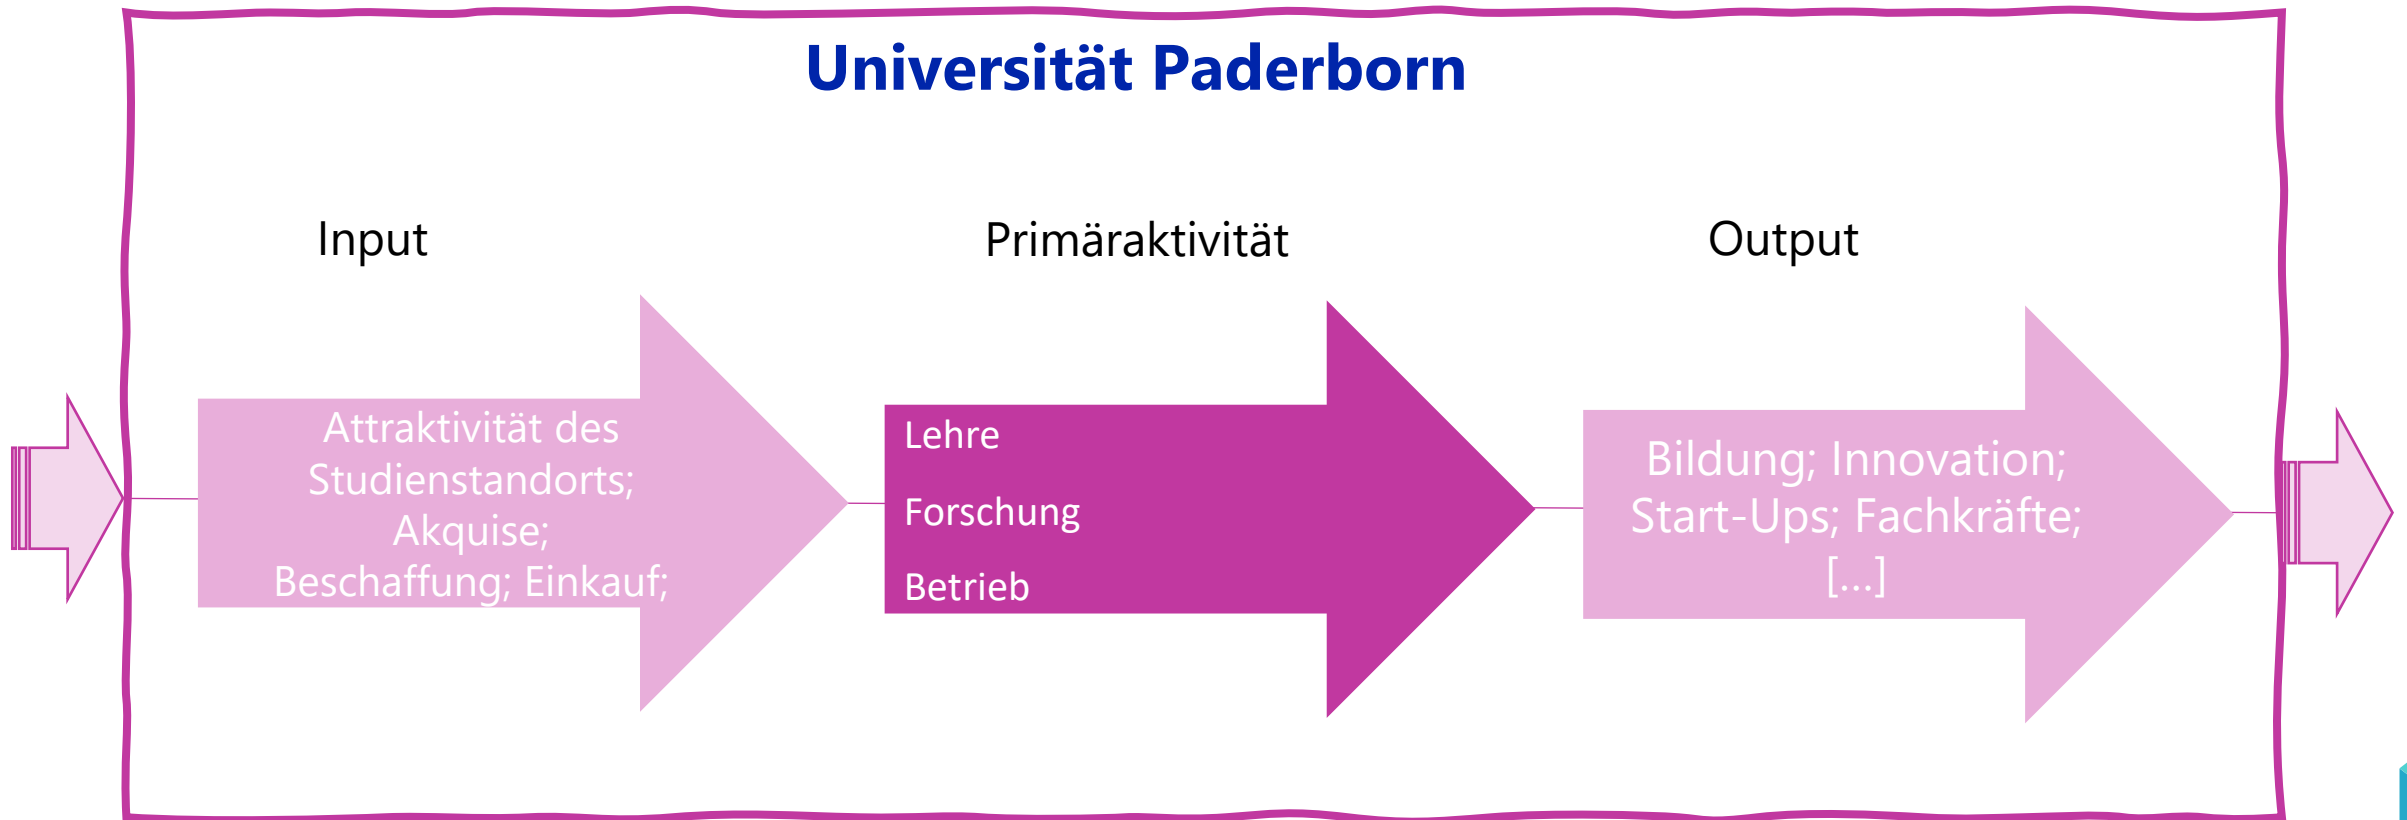 Universität Paderborn
Input
Primäraktivität
Output
Attraktivität des
Studienstandorts;
Akquise;
Beschaffung; Einkauf;
Lehre
Forschung
Betrieb
Bildung; Innovation;
Start-Ups; Fachkräfte;
[...]